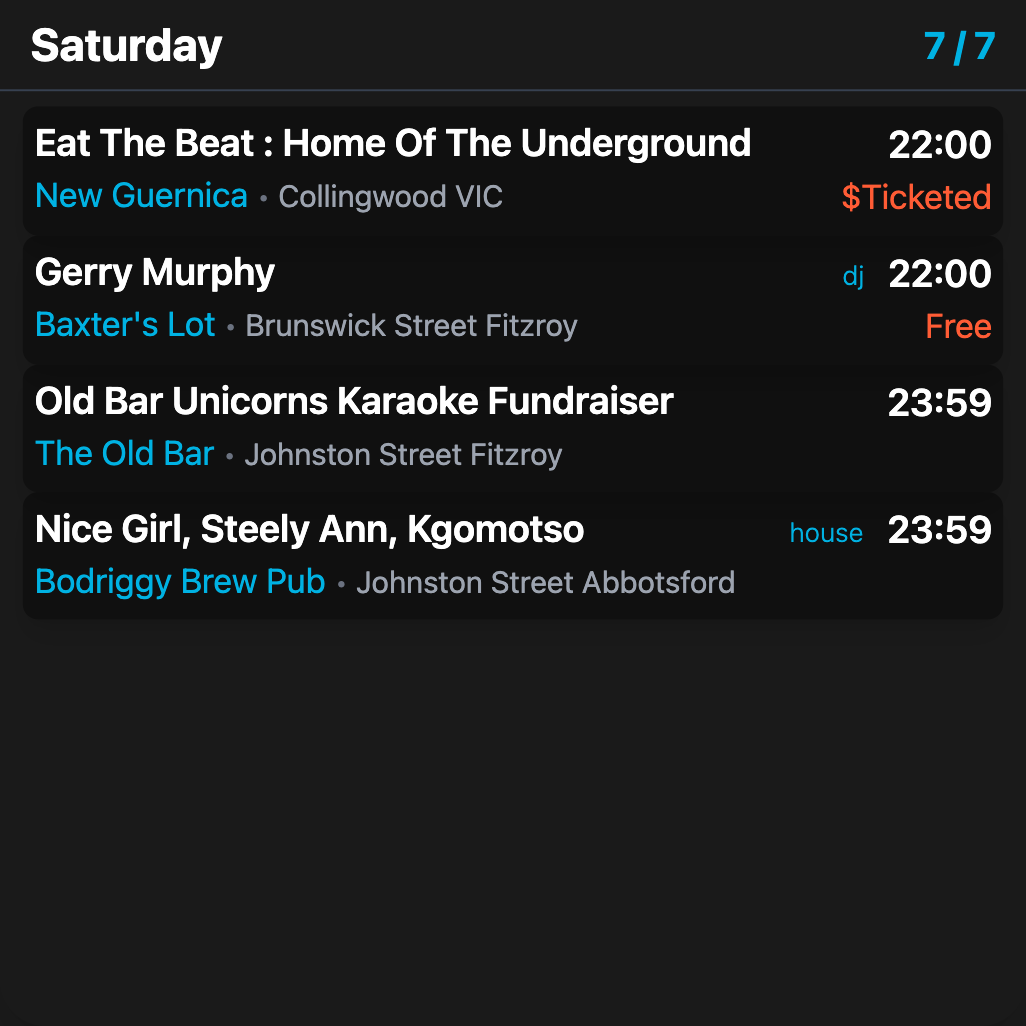 Saturday 7 / 7
Eat The Beat : Home Of The Underground 22:00
New Guernica • Collingwood VIC $Ticketed
Gerry Murphy dj 22:00
Baxter's Lot • Brunswick Street Fitzroy Free
Old Bar Unicorns Karaoke Fundraiser 23:59
The Old Bar • Johnston Street Fitzroy
Nice Girl, Steely Ann, Kgomotso house 23:59
Bodriggy Brew Pub • Johnston Street Abbotsford